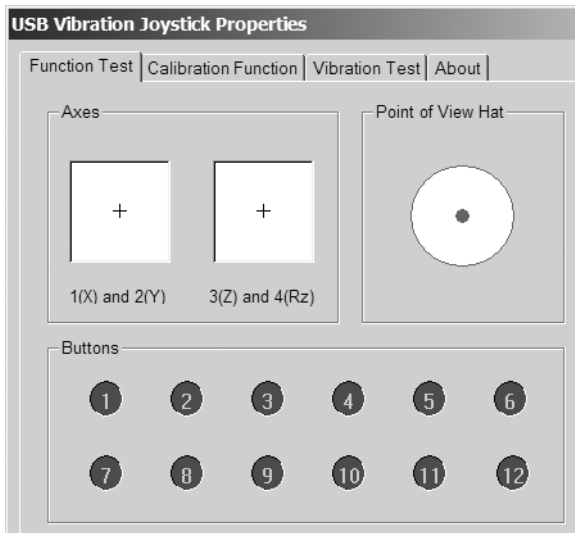 USB Vibration Joystick Properties
Function Test Calibration Function Vibration Test About
Axes
Point of View Hat
1(X) and 2(Y) 3(Z) and 4(Rz)
Buttons
1 2 3 4 5 6
7 8 9 10 11 12